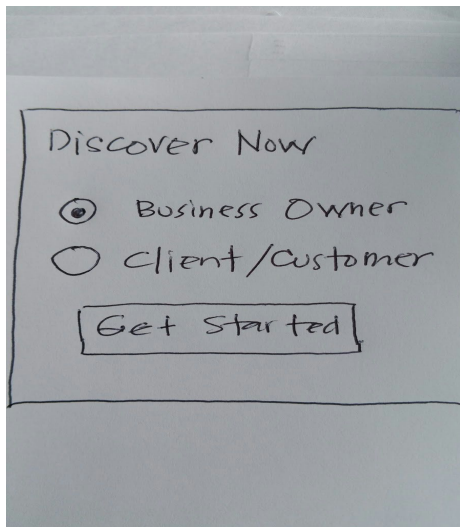 Discover Now
Business Owner
Client/Customer
Get Started